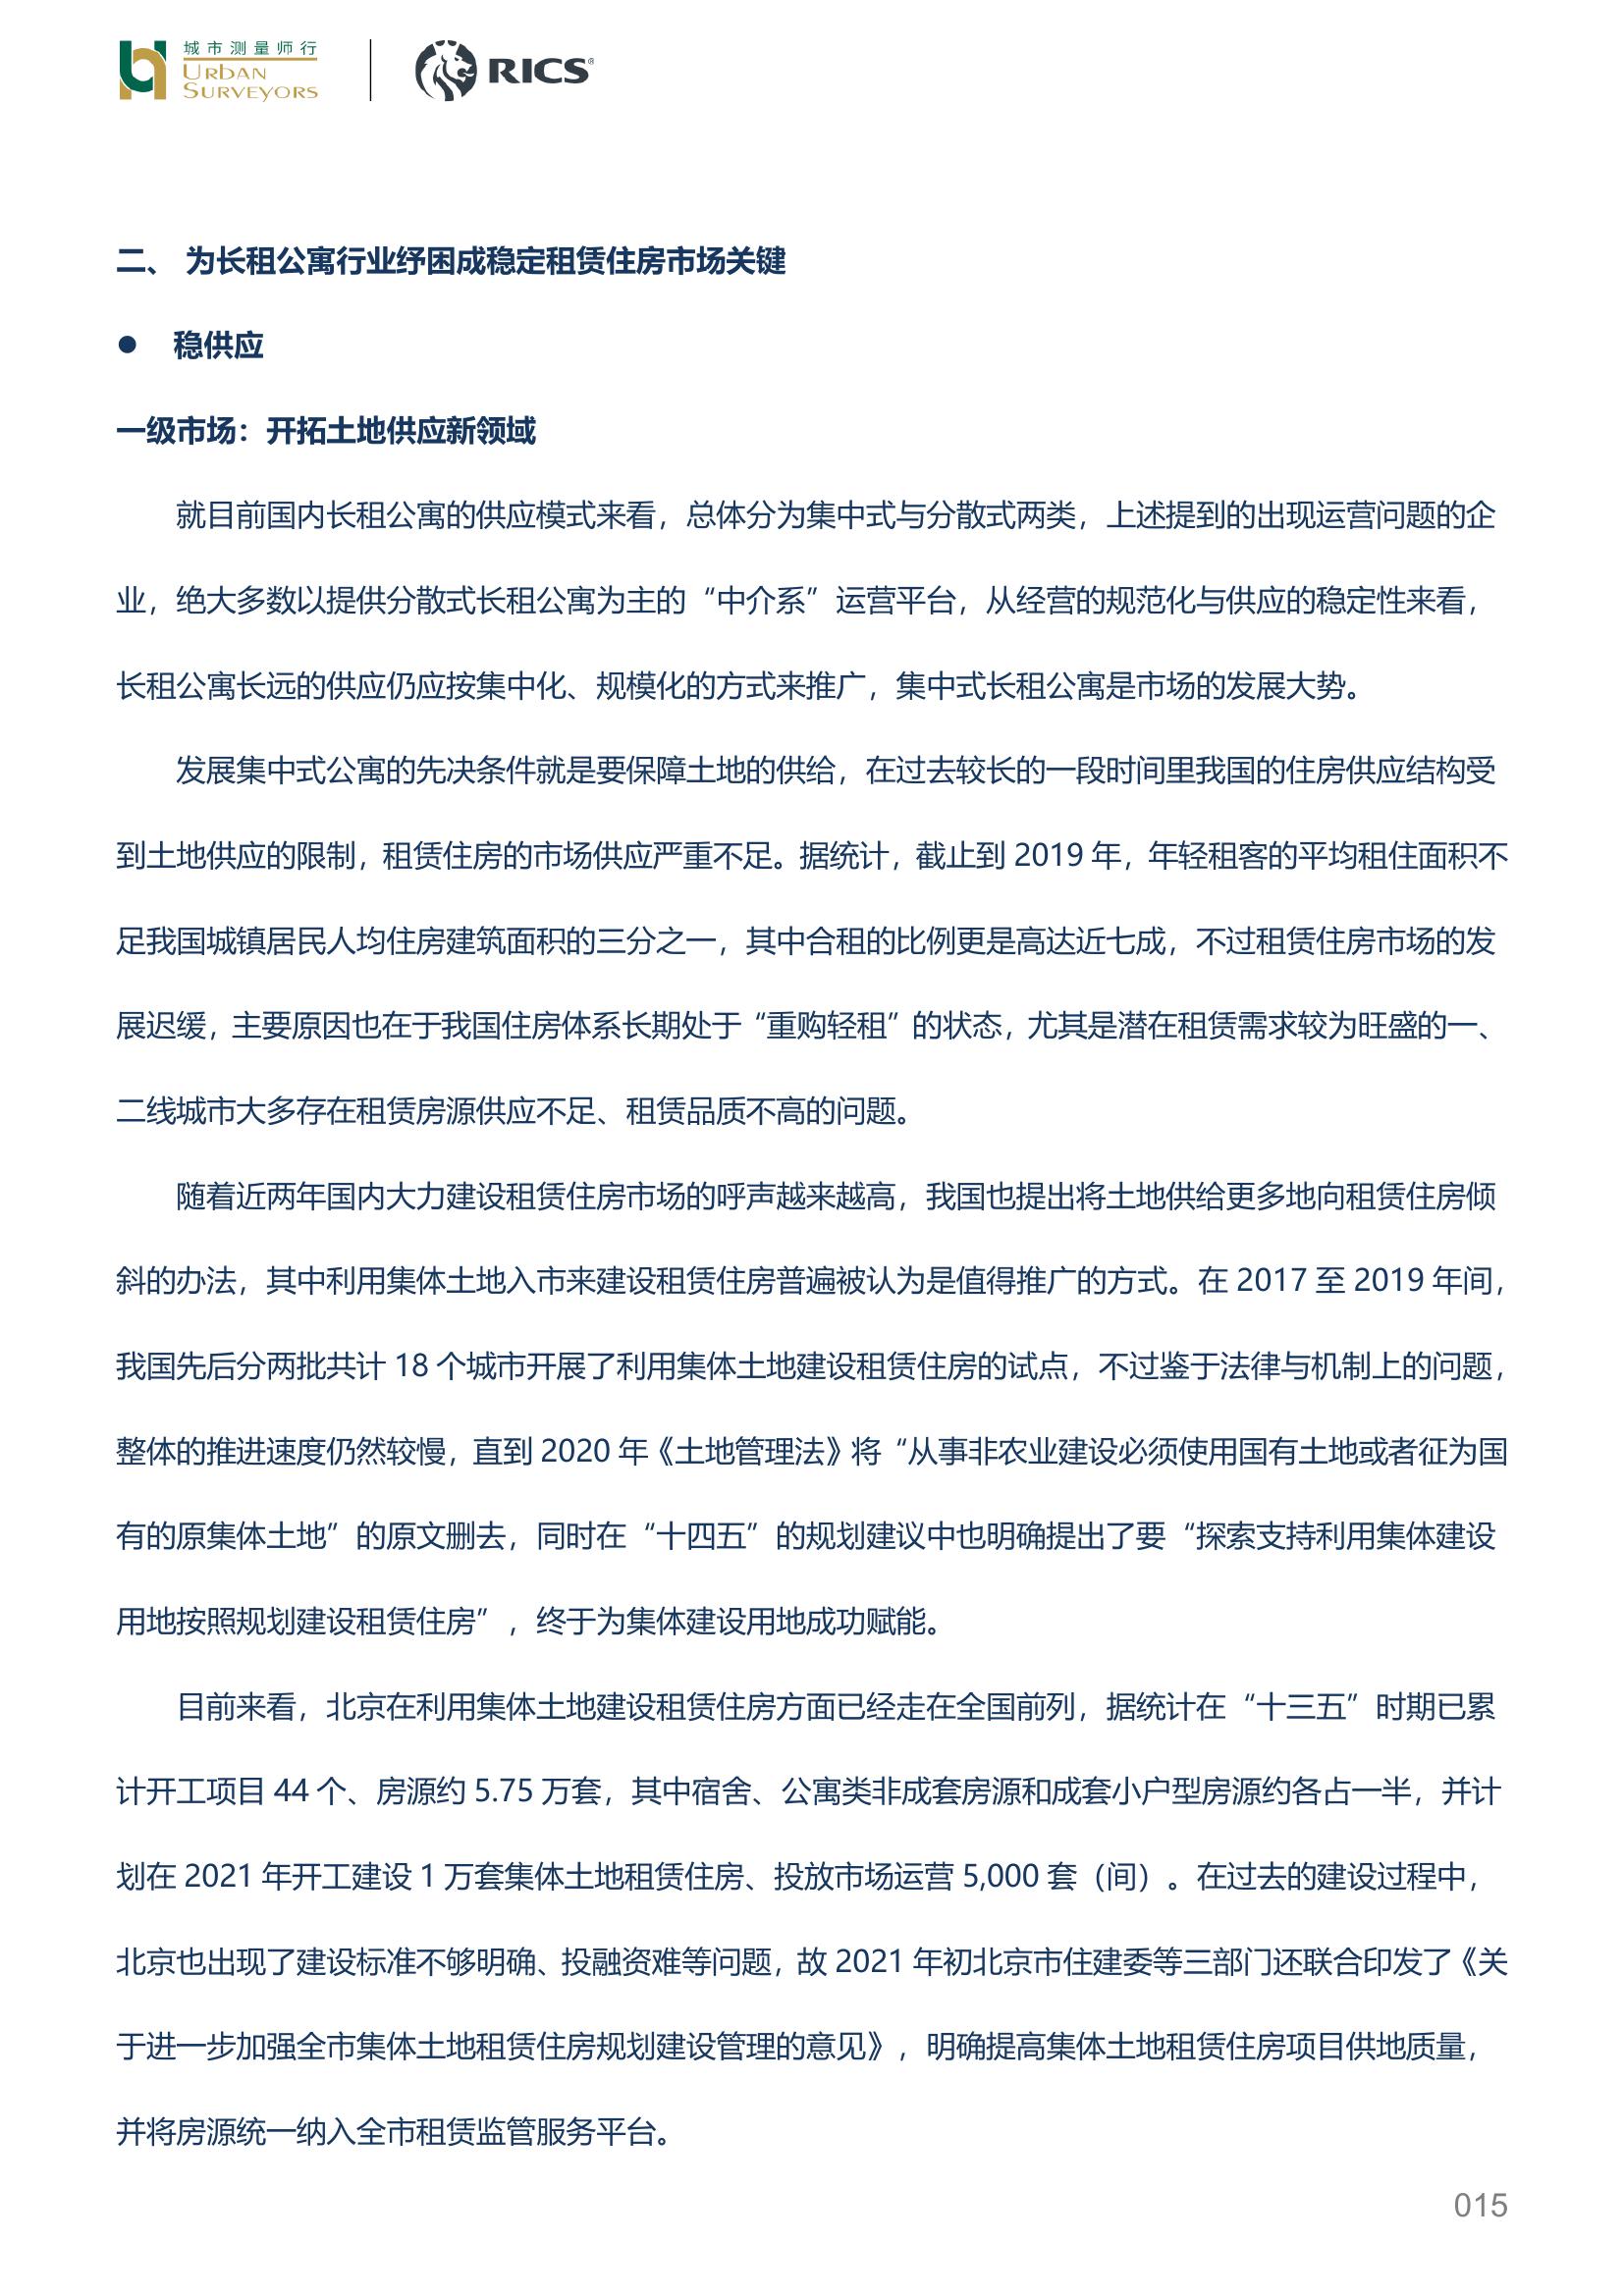 城市测量师行
URBAN
SURVEYORS
RICS®
二、 为长租公寓行业纾困成稳定租赁住房市场关键
● 稳供应
一级市场：开拓土地供应新领域
就目前国内长租公寓的供应模式来看，总体分为集中式与分散式两类，上述提到的出现运营问题的企
业，绝大多数以提供分散式长租公寓为主的“中介系”运营平台，从经营的规范化与供应的稳定性来看，
长租公寓长远的供应仍应按集中化、规模化的方式来推广，集中式长租公寓是市场的发展大势。
发展集中式公寓的先决条件就是要保障土地的供给，在过去较长的一段时间里我国的住房供应结构受
到土地供应的限制，租赁住房的市场供应严重不足。据统计，截止到 2019 年，年轻租客的平均租住面积不
足我国城镇居民人均住房建筑面积的三分之一，其中合租的比例更是高达近七成，不过租赁住房市场的发
展迟缓，主要原因也在于我国住房体系长期处于“重购轻租”的状态，尤其是潜在租赁需求较为旺盛的一、
二线城市大多存在租赁房源供应不足、租赁品质不高的问题。
随着近两年国内大力建设租赁住房市场的呼声越来越高，我国也提出将土地供给更多地向租赁住房倾
斜的办法，其中利用集体土地入市来建设租赁住房普遍被认为是值得推广的方式。在 2017 至 2019 年间，
我国先后分两批共计 18 个城市开展了利用集体土地建设租赁住房的试点，不过鉴于法律与机制上的问题，
整体的推进速度仍然较慢，直到 2020 年《土地管理法》将“从事非农业建设必须使用国有土地或者征为国
有的原集体土地”的原文删去，同时在“十四五”的规划建议中也明确提出了要“探索支持利用集体建设
用地按照规划建设租赁住房”，终于为集体建设用地成功赋能。
目前来看，北京在利用集体土地建设租赁住房方面已经走在全国前列，据统计在“十三五”时期已累
计开工项目 44 个、房源约 5.75 万套，其中宿舍、公寓类非成套房源和成套小户型房源约各占一半，并计
划在 2021 年开工建设 1 万套集体土地租赁住房、投放市场运营 5,000 套（间）。在过去的建设过程中，
北京也出现了建设标准不够明确、投融资难等问题，故 2021 年初北京市住建委等三部门还联合印发了《关
于进一步加强全市集体土地租赁住房规划建设管理的意见》，明确提高集体土地租赁住房项目供地质量，
并将房源统一纳入全市租赁监管服务平台。
015